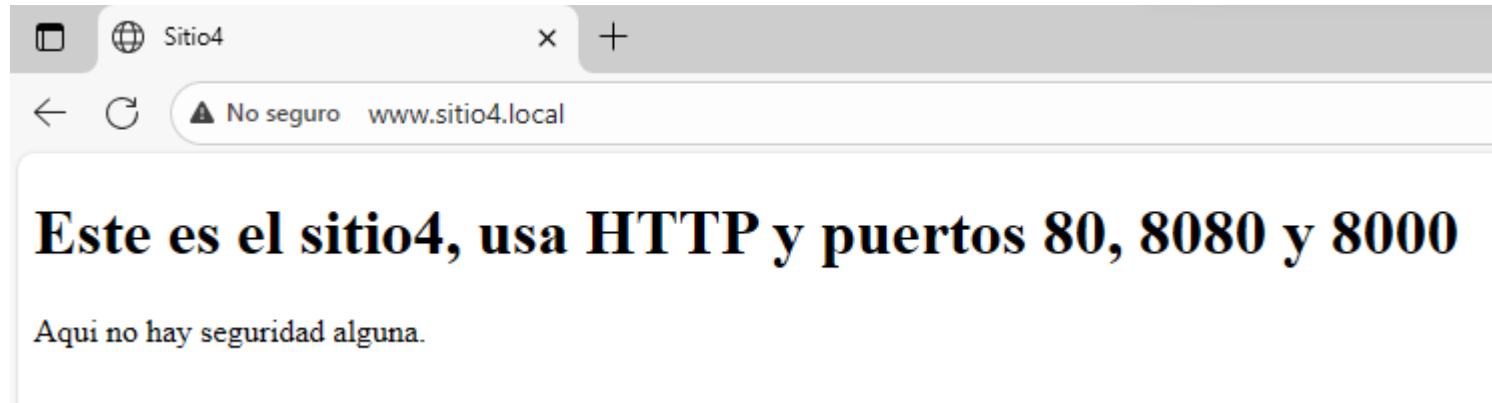 Sitio4
No seguro www.sitio4.local
Este es el sitio4, usa HTTP y puertos 80, 8080 y 8000
Aqui no hay seguridad alguna.